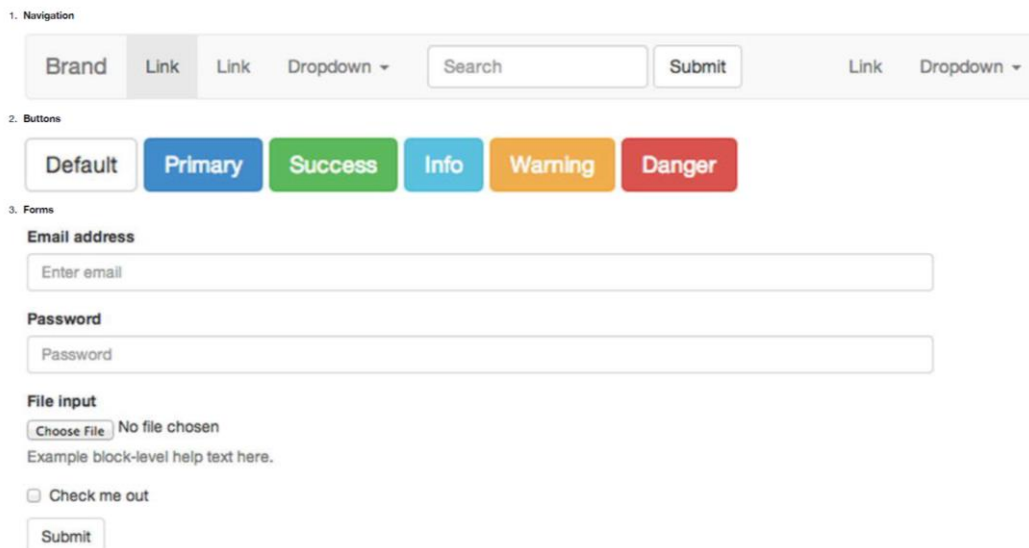 1. Navigation
Brand Link Link Dropdown Search Submit Link Dropdown
2. Buttons
Default Primary Success Info Warning Danger
3. Forms
Email address
Enter email
Password
Password
File input
Choose File No file chosen
Example block-level help text here.
Check me out
Submit